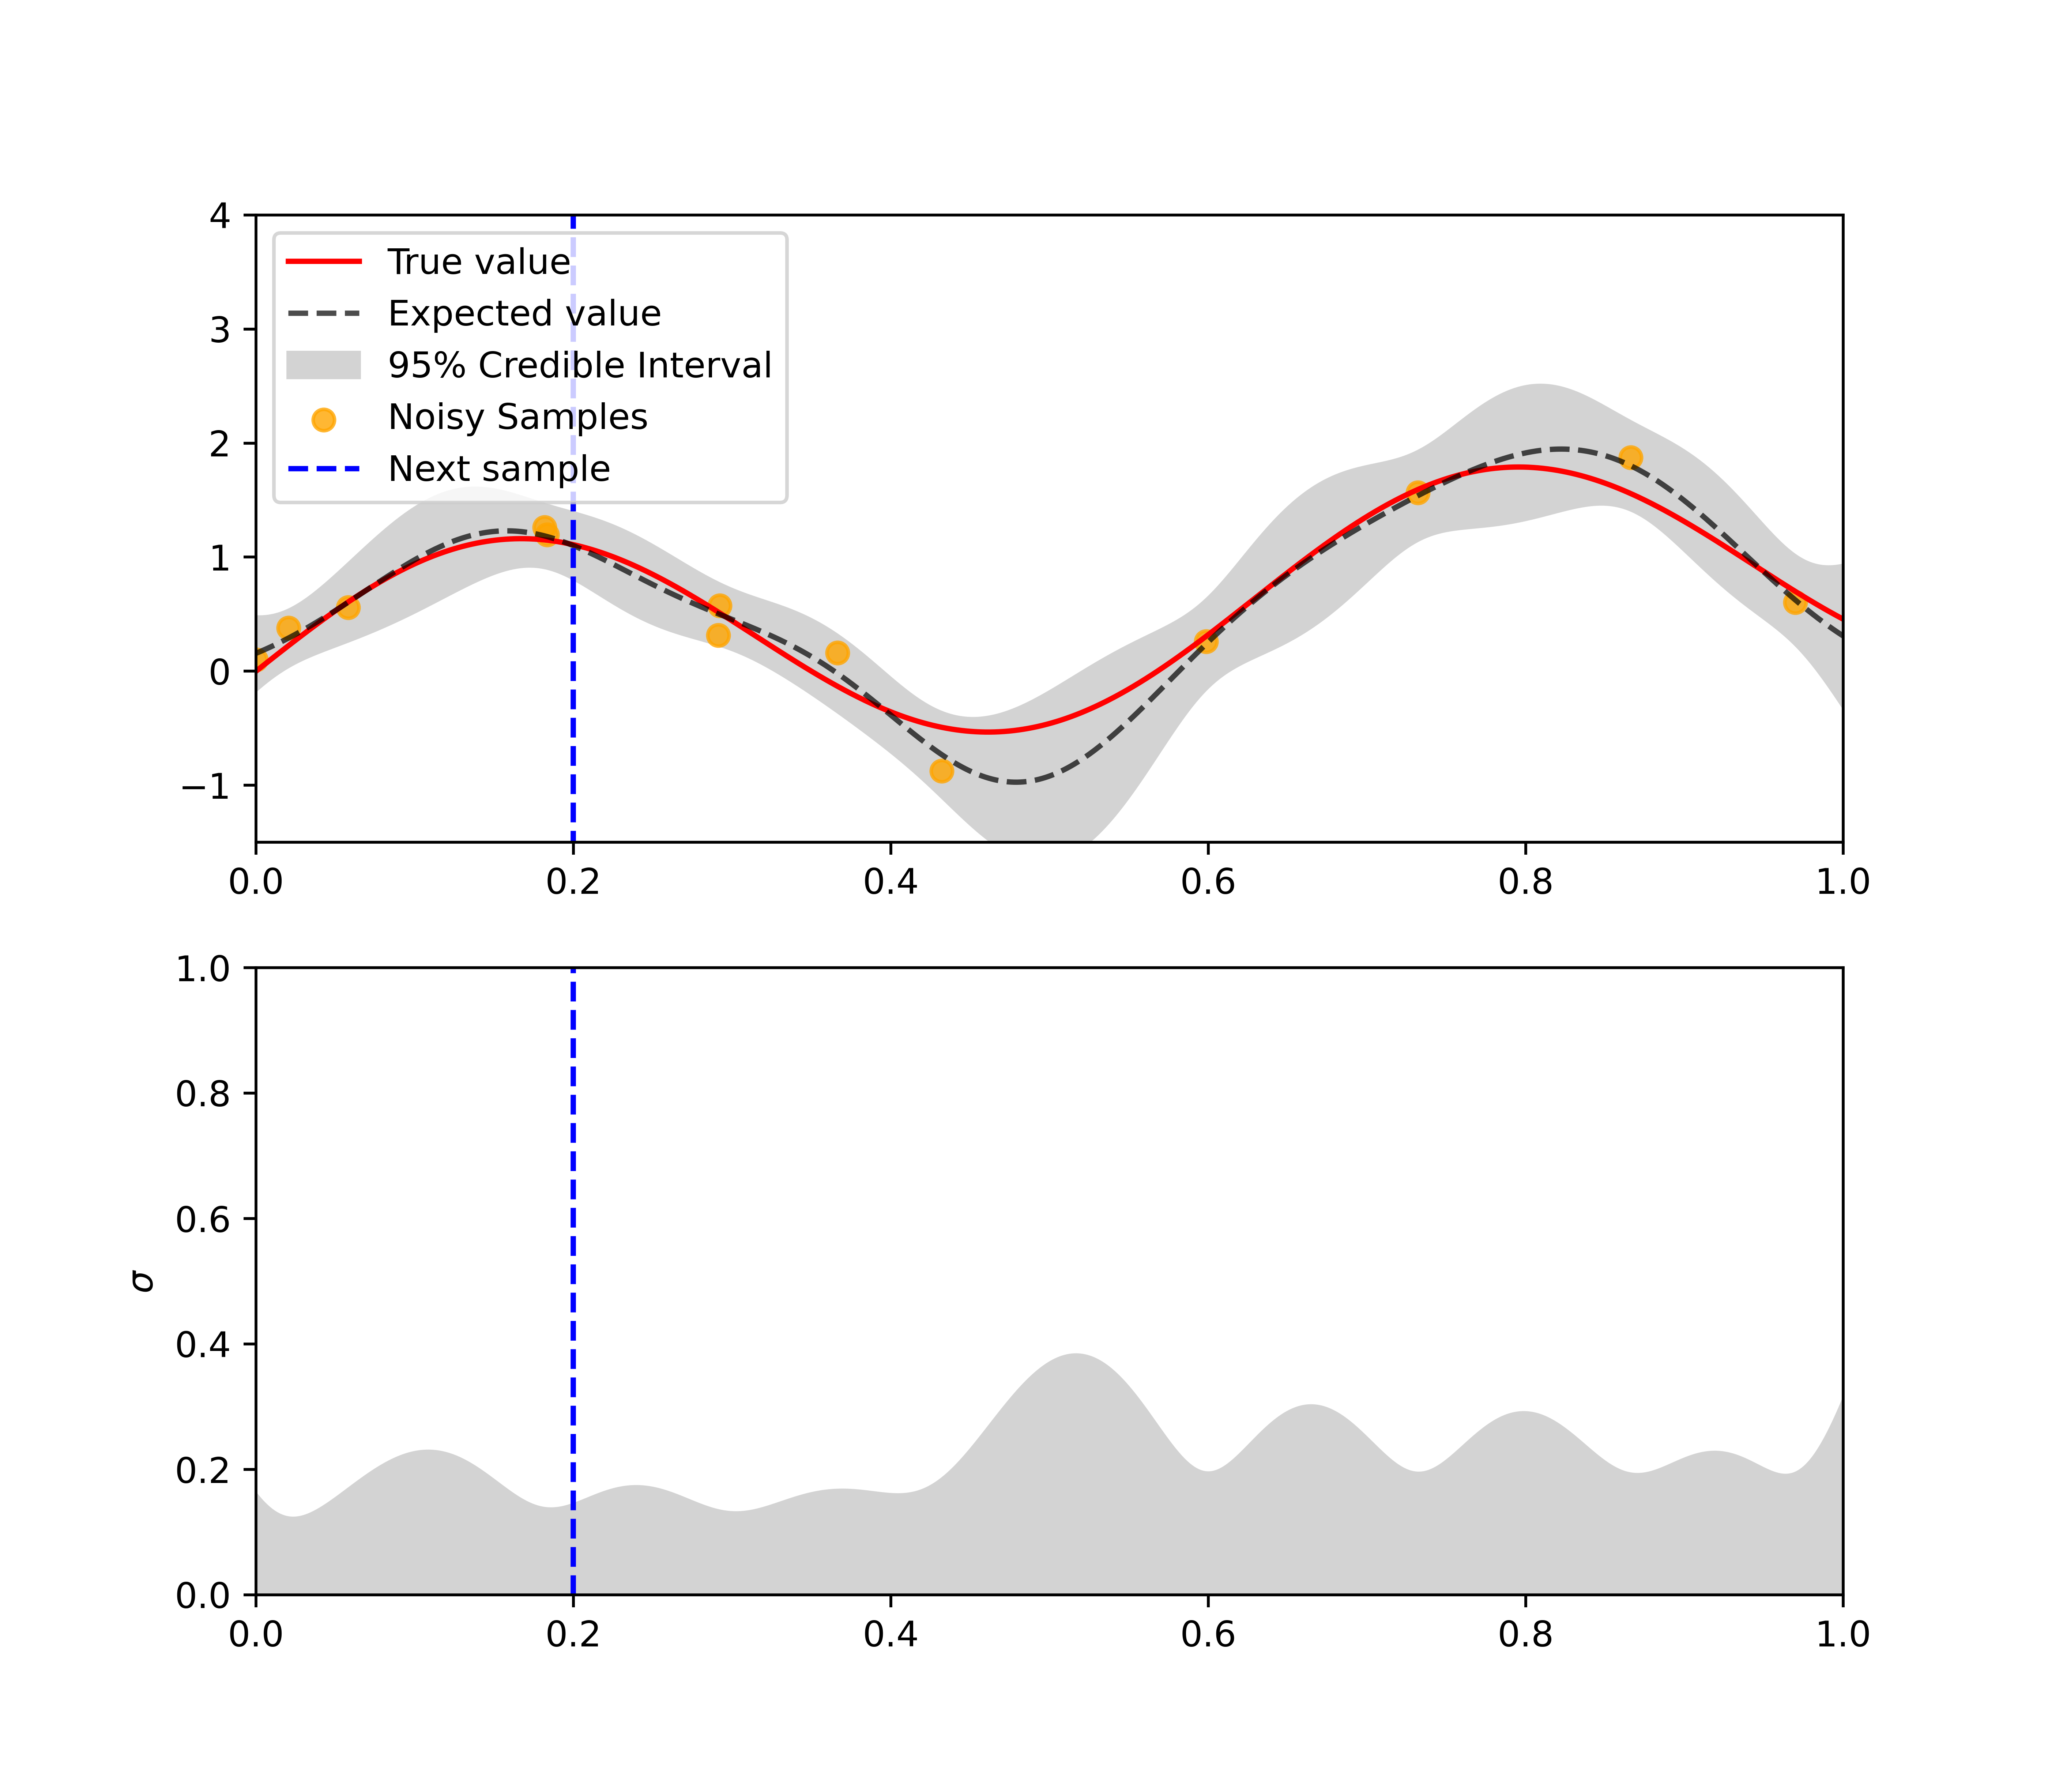 4
3
2
1
0
−1
True value
Expected value
95% Credible Interval
Noisy Samples
Next sample
0.0 0.2 0.4 0.6 0.8 1.0
1.0
0.8
0.6
0.4
0.2
0.0
σ
0.0 0.2 0.4 0.6 0.8 1.0